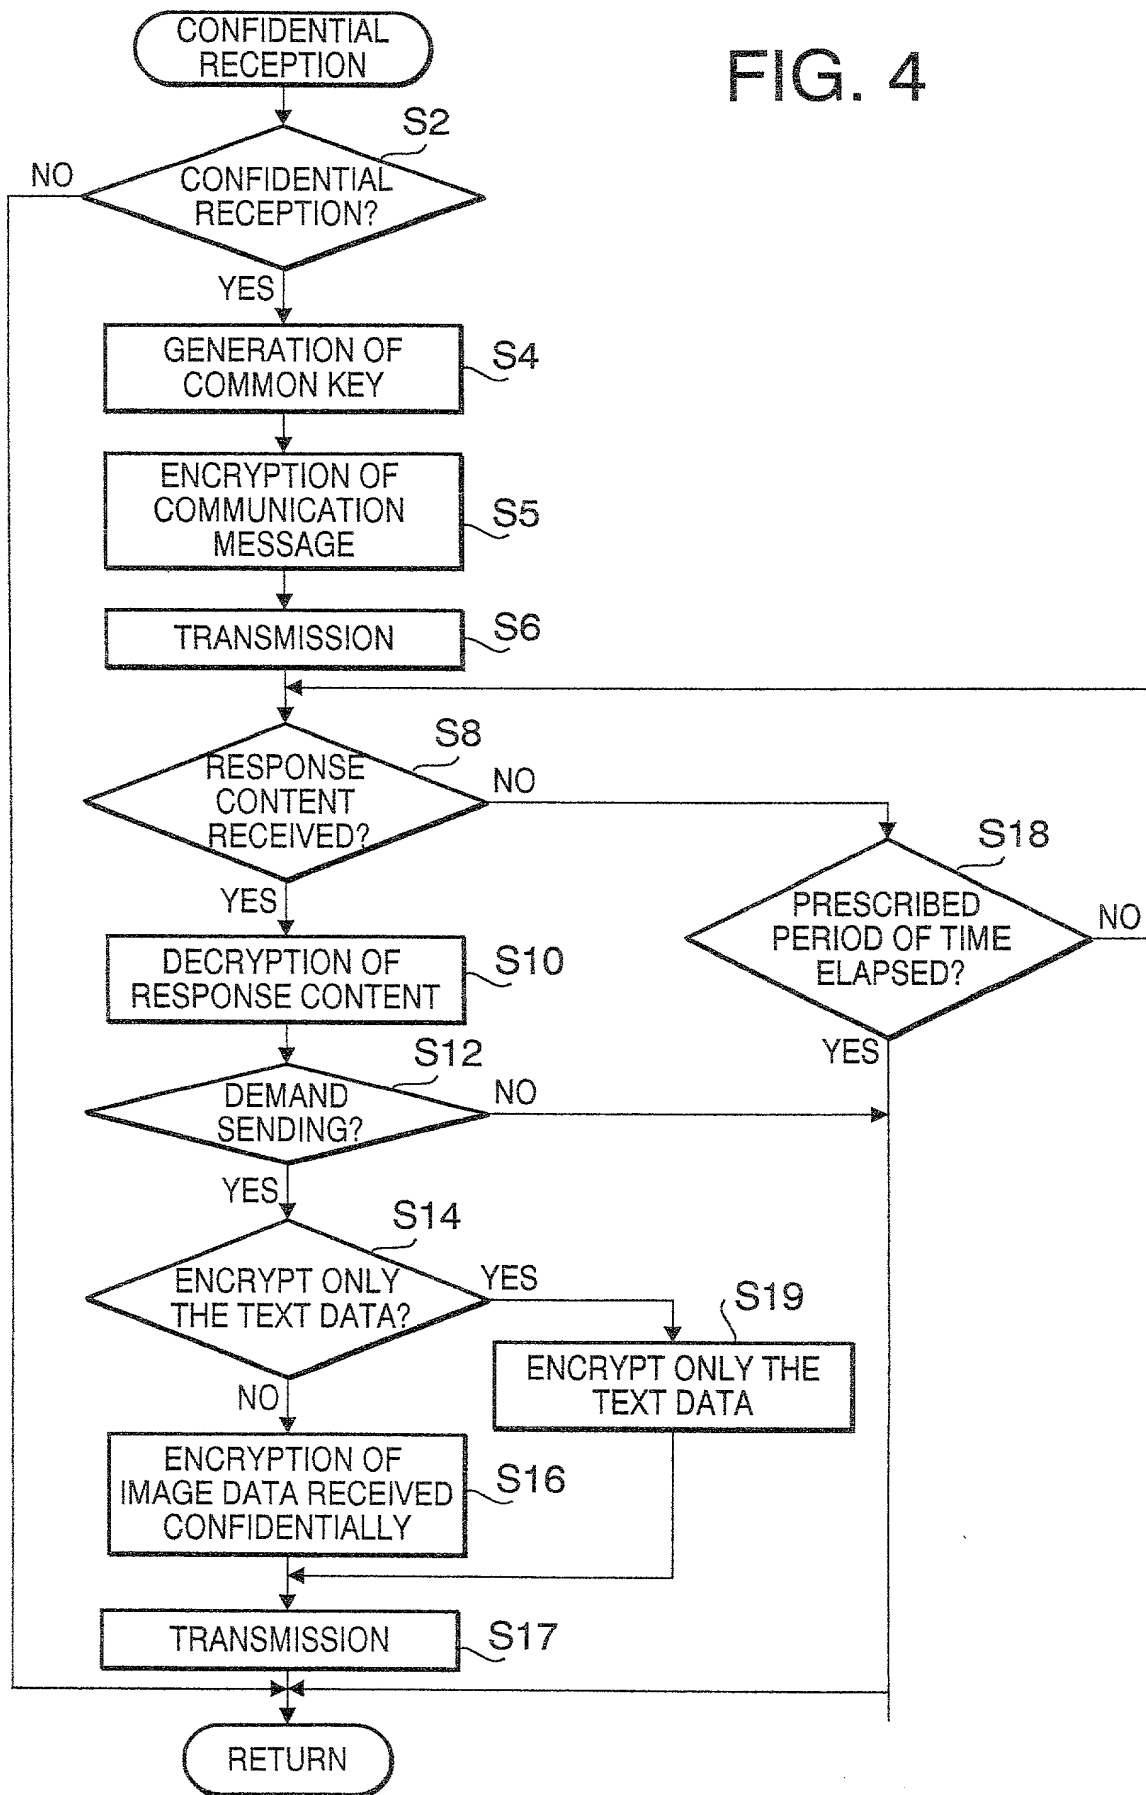 CONFIDENTIAL
RECEPTION
FIG. 4
S2
NO
CONFIDENTIAL
RECEPTION?
YES
GENERATION OF
COMMON KEY
S4
ENCRYPTION OF
COMMUNICATION
MESSAGE
S5
TRANSMISSION
S6
S8
RESPONSE
CONTENT
RECEIVED?
NO
YES
S18
PRESCRIBED
PERIOD OF TIME
ELAPSED?
NO
YES
DECRYPTION OF
RESPONSE CONTENT
S10
S12
DEMAND
SENDING?
NO
YES
S14
ENCRYPT ONLY
THE TEXT DATA?
YES
NO
S19
ENCRYPT ONLY THE
TEXT DATA
ENCRYPTION OF
IMAGE DATA RECEIVED
CONFIDENTIALLY
S16
TRANSMISSION
S17
RETURN